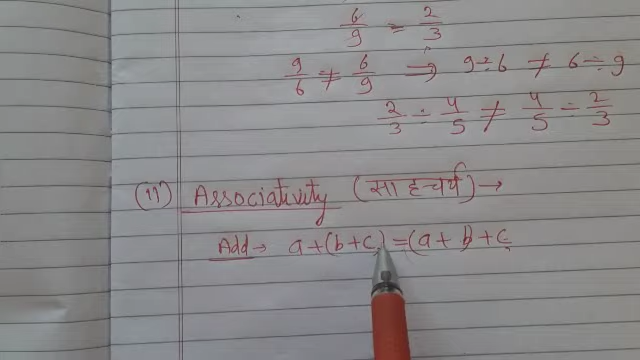 6/9 = 2/3
9/6 ≠ 6/9 ⇒ 9÷6 ≠ 6÷9
2/3 ÷ 4/5 ≠ 4/5 ÷ 2/3
(11) Associativity (साहचर्य) →
Add → a+(b+c) = (a+b)+c